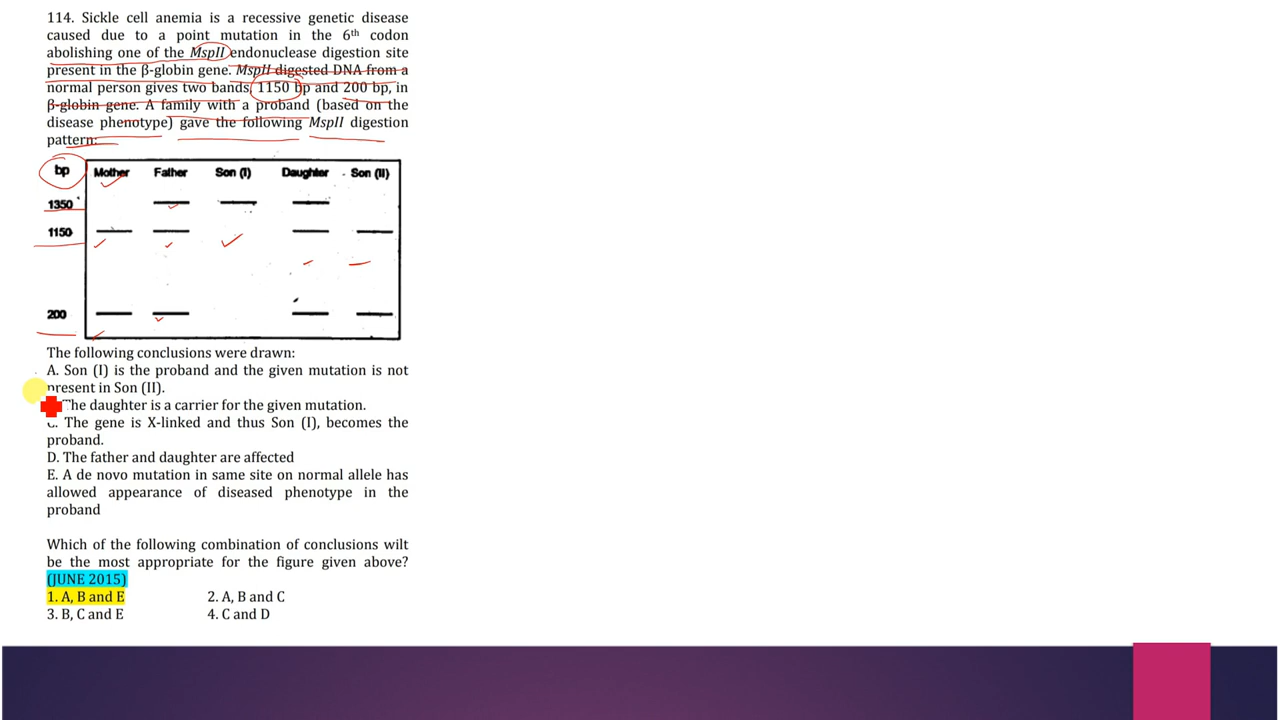 114. Sickle cell anemia is a recessive genetic disease
caused due to a point mutation in the 6th codon
abolishing one of the MspII endonuclease digestion site
present in the β-globin gene. MspII digested DNA from a
normal person gives two bands, 1150 bp and 200 bp, in
β-globin gene. A family with a proband (based on the
disease phenotype) gave the following MspII digestion
pattern:
bp Mother Father Son (I) Daughter Son (II)
1350
1150
200
The following conclusions were drawn:
A. Son (I) is the proband and the given mutation is not
present in Son (II).
The daughter is a carrier for the given mutation.
C. The gene is X-linked and thus Son (I), becomes the
proband.
D. The father and daughter are affected
E. A de novo mutation in same site on normal allele has
allowed appearance of diseased phenotype in the
proband
Which of the following combination of conclusions wilt
be the most appropriate for the figure given above?
(JUNE 2015)
1. A, B and E 2. A, B and C
3. B, C and E 4. C and D